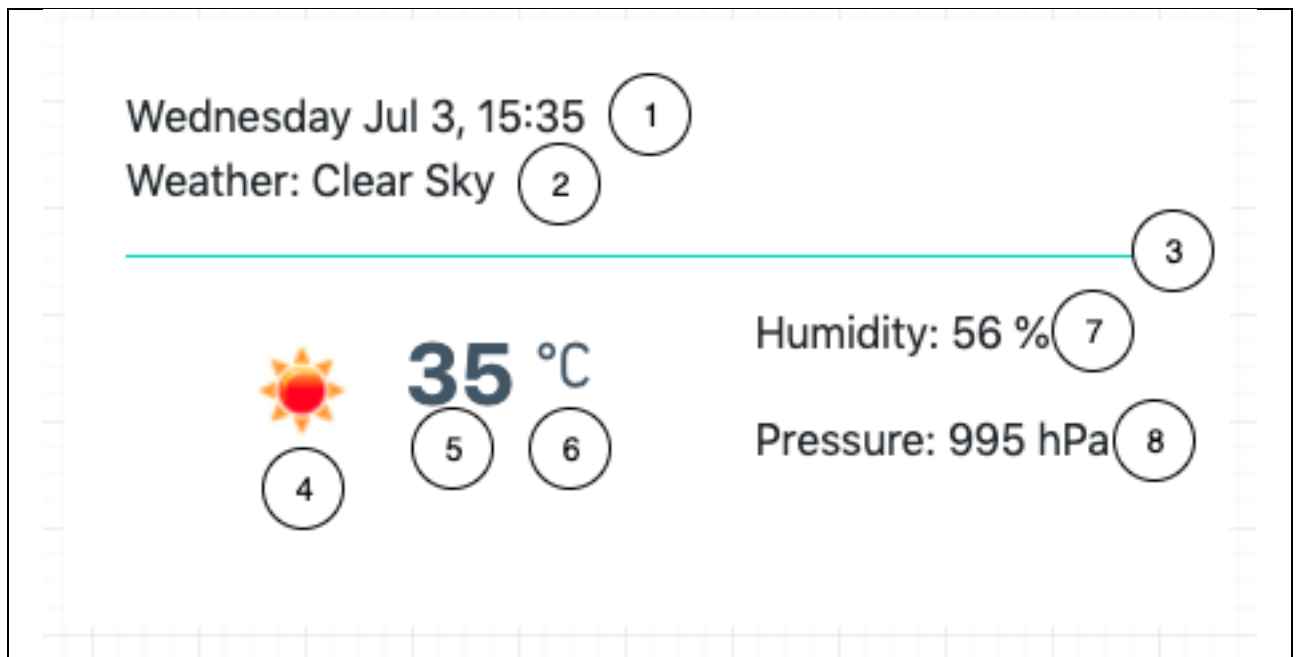 Wednesday Jul 3, 15:35 1
Weather: Clear Sky 2
3
Humidity: 56 % 7
35 °C
Pressure: 995 hPa 8
5 6
4